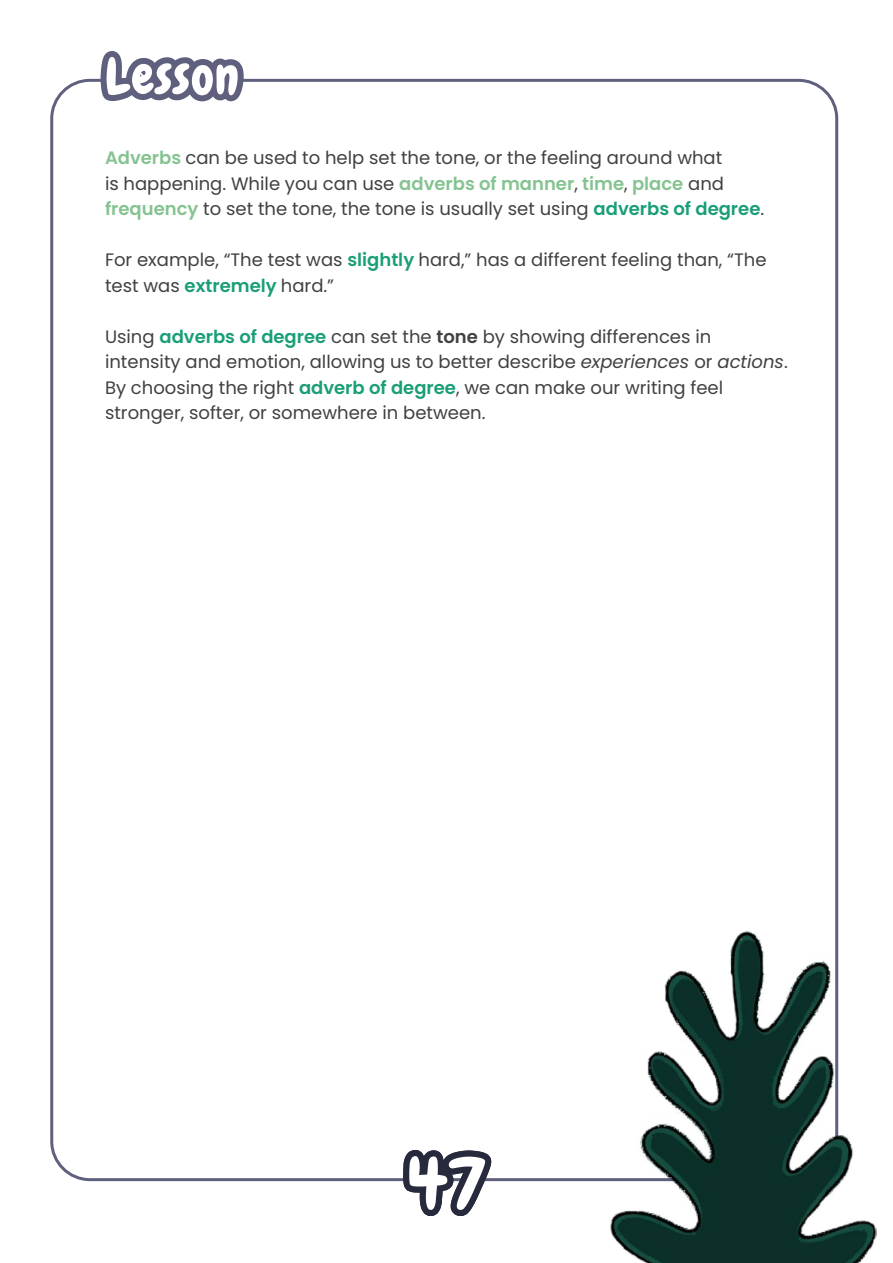 Lesson
Adverbs can be used to help set the tone, or the feeling around what
is happening. While you can use adverbs of manner, time, place and
frequency to set the tone, the tone is usually set using adverbs of degree.
For example, “The test was slightly hard,” has a different feeling than, “The
test was extremely hard.”
Using adverbs of degree can set the tone by showing differences in
intensity and emotion, allowing us to better describe experiences or actions.
By choosing the right adverb of degree, we can make our writing feel
stronger, softer, or somewhere in between.
47